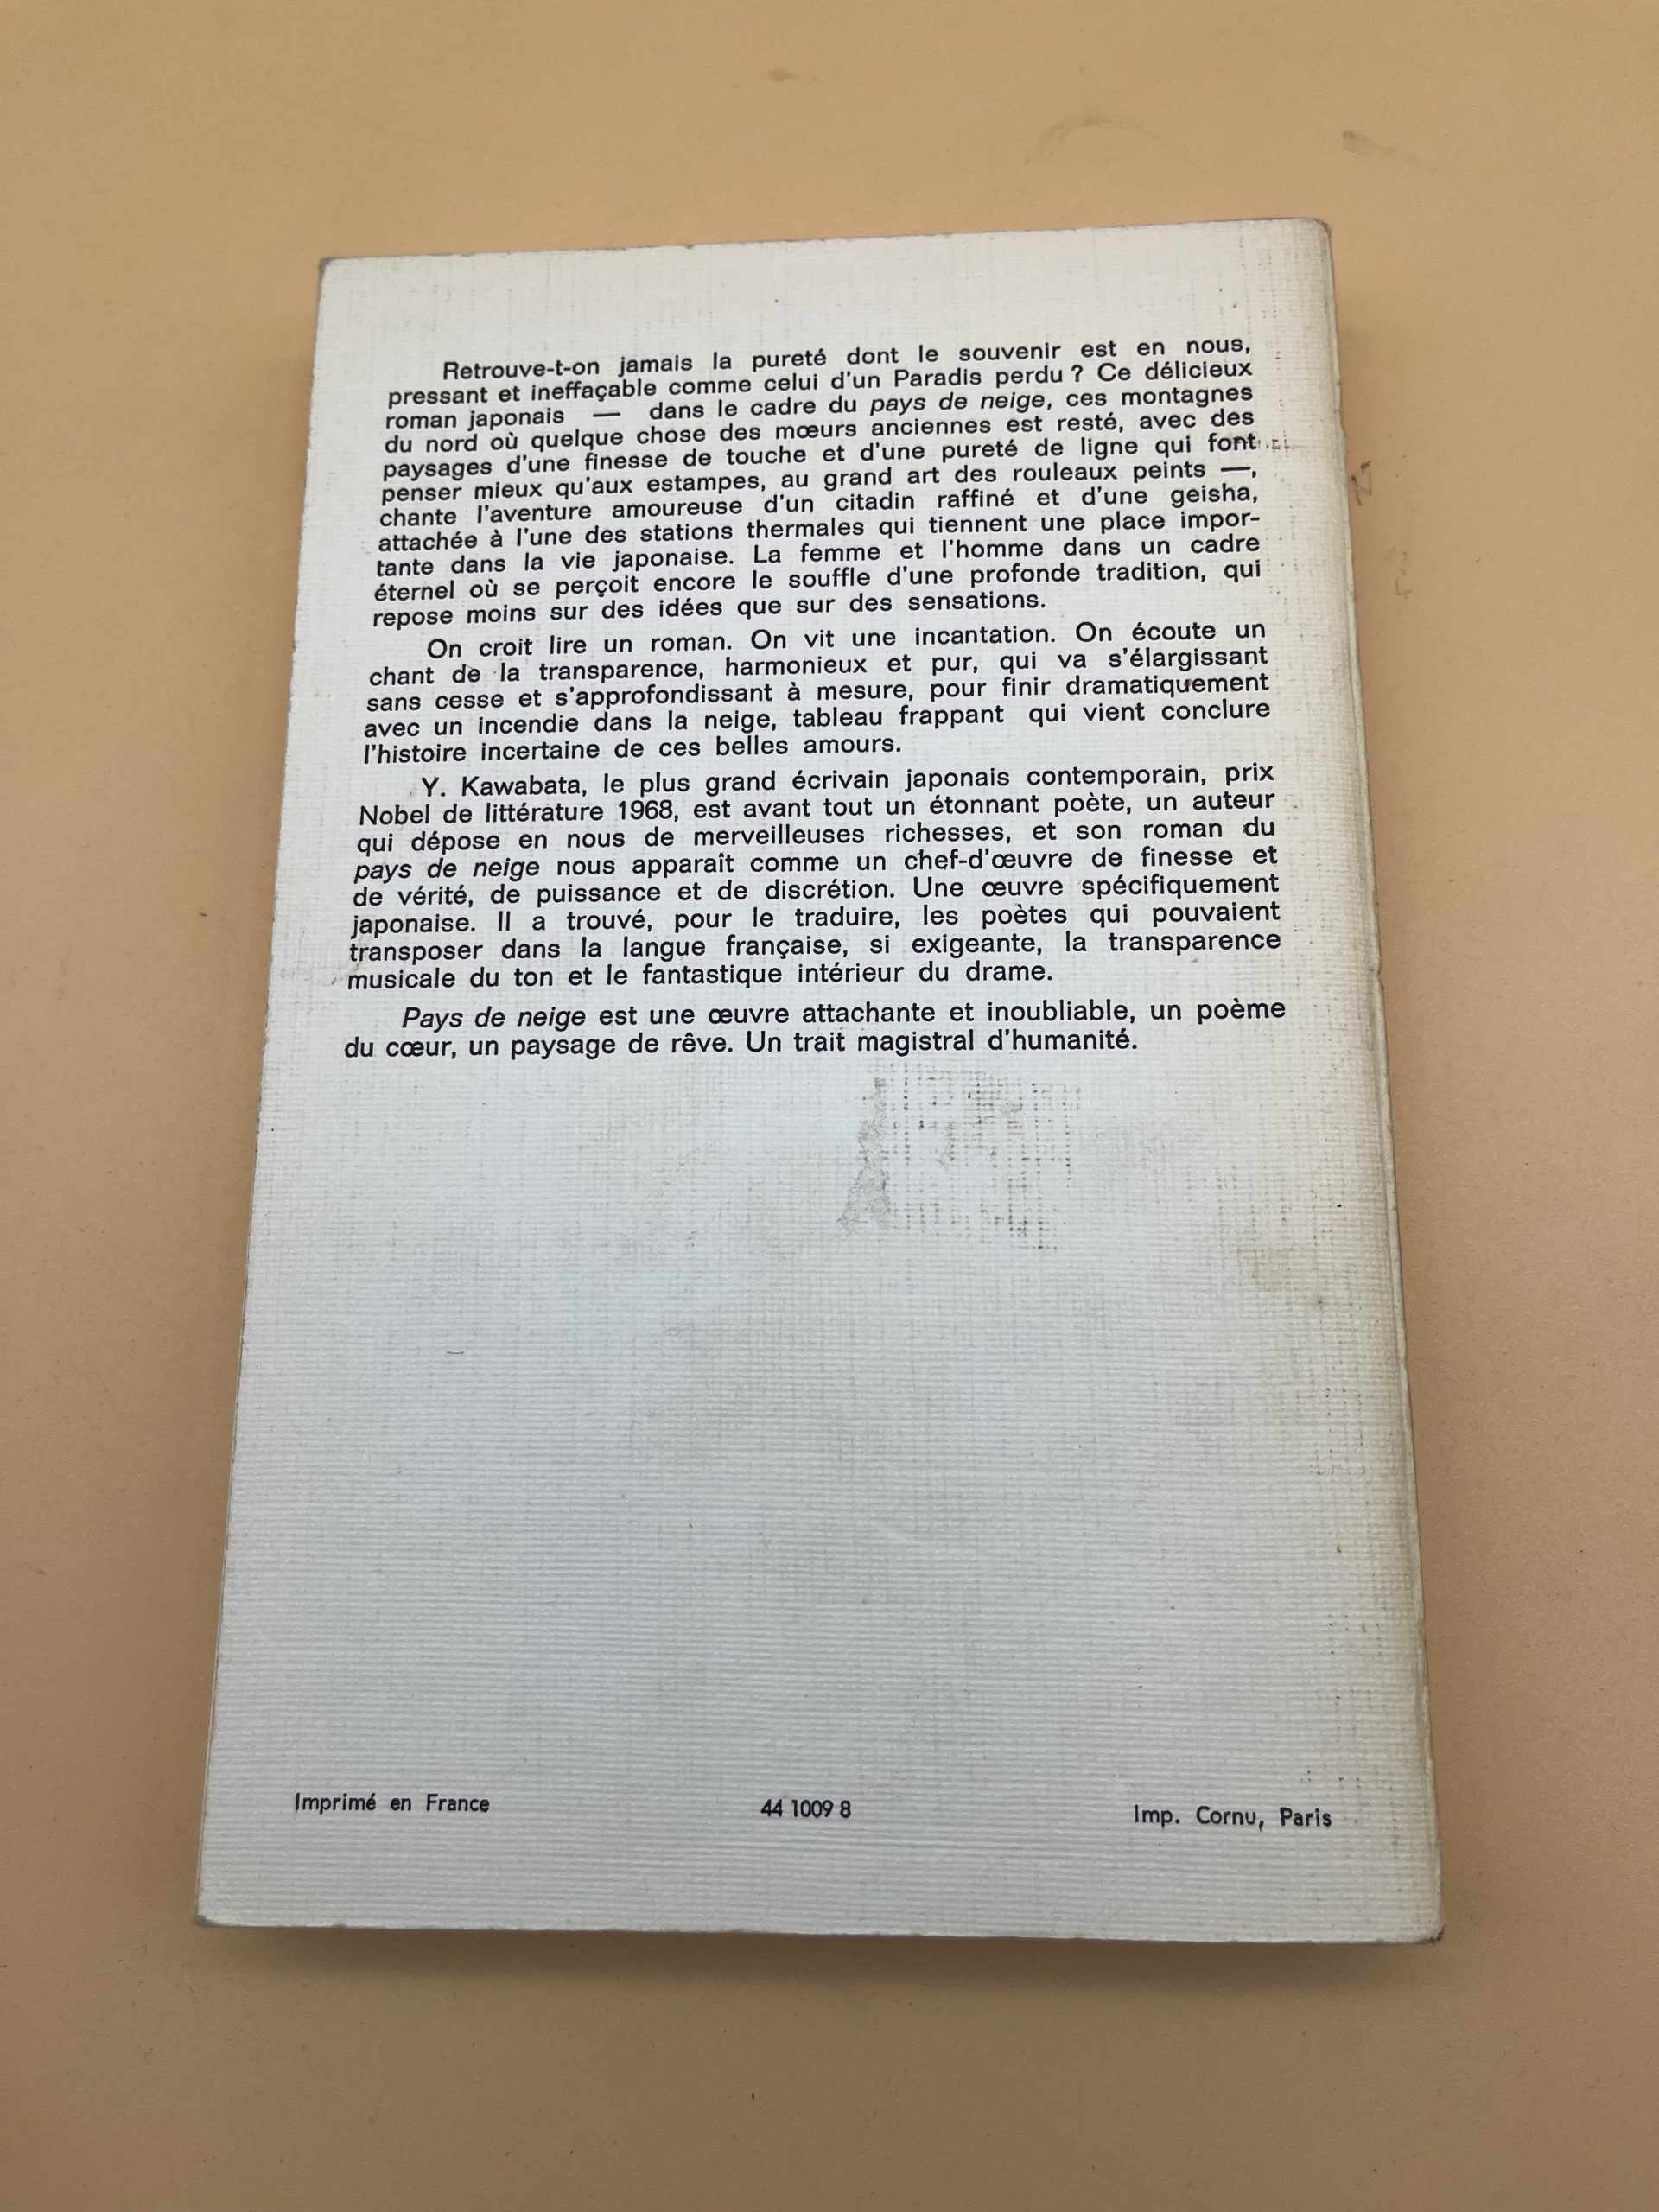 Retrouve-t-on jamais la pureté dont le souvenir est en nous,
pressant et ineffaçable comme celui d'un Paradis perdu ? Ce délicieux
roman japonais — dans le cadre du pays de neige, ces montagnes
du nord où quelque chose des mœurs anciennes est resté, avec des
paysages d'une finesse de touche et d'une pureté de ligne qui font
penser mieux qu'aux estampes, au grand art des rouleaux peints —,
chante l'aventure amoureuse d'un citadin raffiné et d'une geisha,
attachée à l'une des stations thermales qui tiennent une place impor-
tante dans la vie japonaise. La femme et l'homme dans un cadre
éternel où se perçoit encore le souffle d'une profonde tradition, qui
repose moins sur des idées que sur des sensations.
On croit lire un roman. On vit une incantation. On écoute un
chant de la transparence, harmonieux et pur, qui va s'élargissant
sans cesse et s'approfondissant à mesure, pour finir dramatiquement
avec un incendie dans la neige, tableau frappant qui vient conclure
l'histoire incertaine de ces belles amours.
Y. Kawabata, le plus grand écrivain japonais contemporain, prix
Nobel de littérature 1968, est avant tout un étonnant poète, un auteur
qui dépose en nous de merveilleuses richesses, et son roman du
pays de neige nous apparaît comme un chef-d'œuvre de finesse et
de vérité, de puissance et de discrétion. Une œuvre spécifiquement
japonaise. Il a trouvé, pour le traduire, les poètes qui pouvaient
transposer dans la langue française, si exigeante, la transparence
musicale du ton et le fantastique intérieur du drame.
Pays de neige est une œuvre attachante et inoubliable, un poème
du cœur, un paysage de rêve. Un trait magistral d'humanité.
Imprimé en France
44 1009 8
Imp. Cornu, Paris